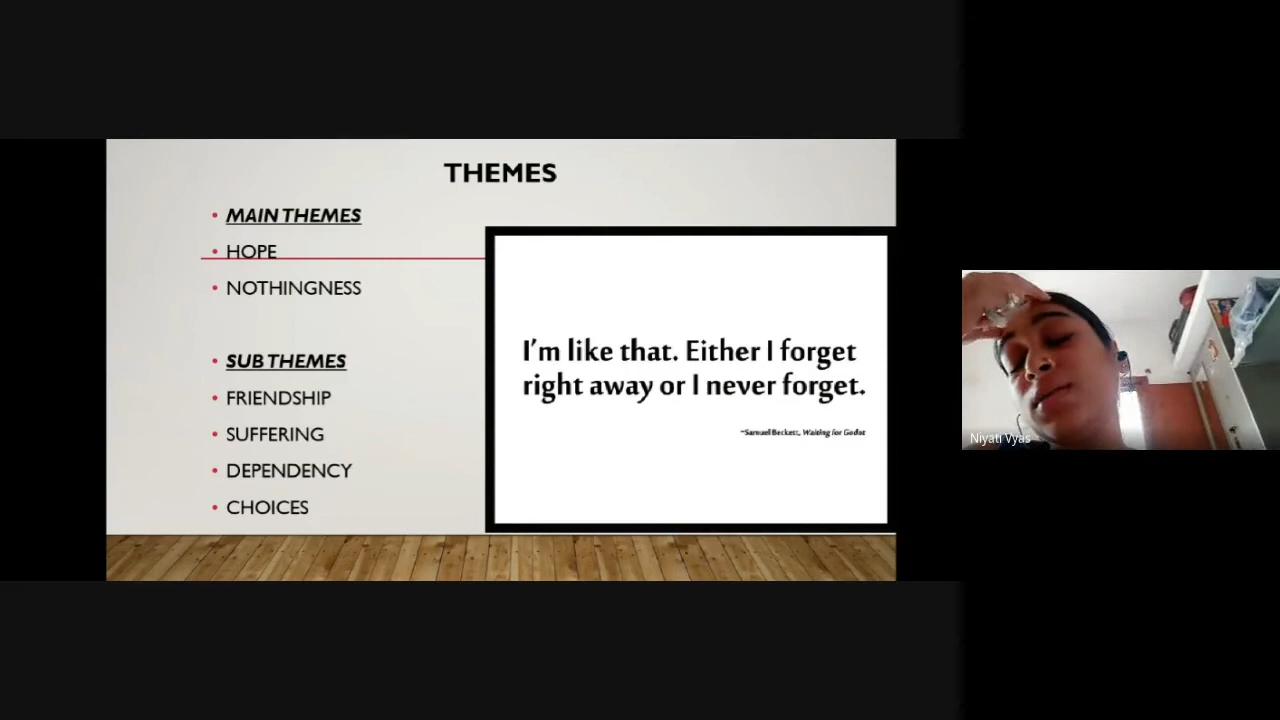 THEMES
MAIN THEMES
HOPE
NOTHINGNESS
SUB THEMES
FRIENDSHIP
SUFFERING
DEPENDENCY
CHOICES
I'm like that. Either I forget
right away or I never forget.
~Samuel Beckett, Waiting for Godot
Niyati Vyas